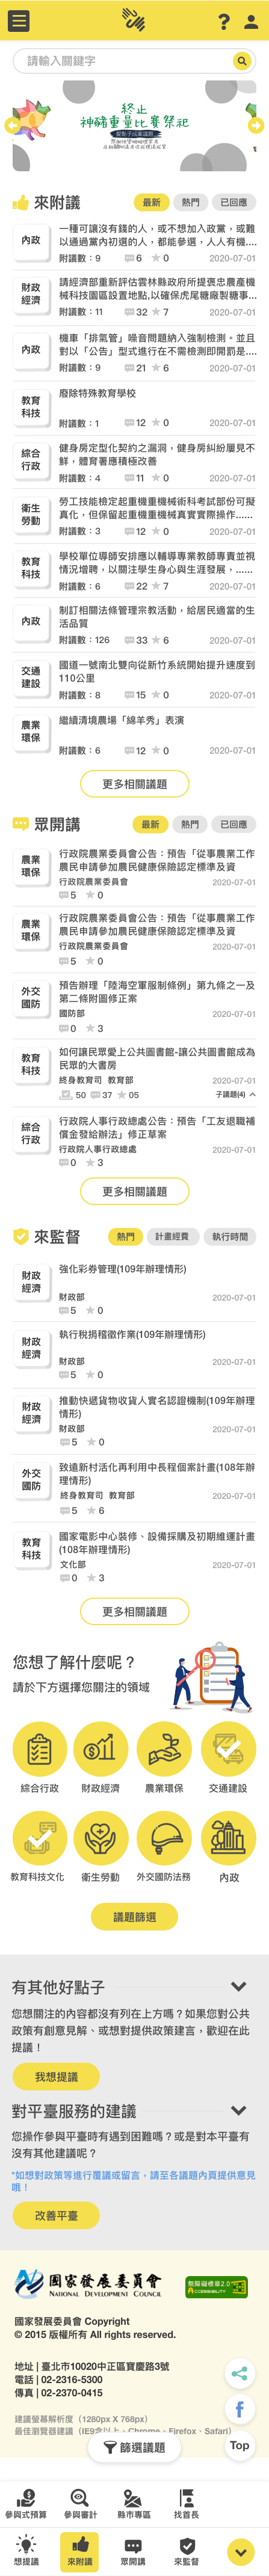 請輸入關鍵字
終止
神豬重量比賽祭祀
來附議
最新
熱門
已回應
內政
一種可讓沒有錢的人，或不想加入政黨，或難
以通過黨內初選的人，都能參選，人人有機....
附議數：9
6
0
2020-07-01
財政
經濟
請經濟部重新評估雲林縣政府所提褒忠農產機
械科技園區設置地點,以確保虎尾糖廠製糖事...
附議數：11
32
7
2020-07-01
內政
機車「排氣管」噪音問題納入強制檢測。並且
對以「公告」型式進行在不需檢測即開罰是....
附議數：9
21
6
2020-07-01
教育
科技
廢除特殊教育學校
附議數：1
12
0
2020-07-01
綜合
行政
健身房定型化契約之漏洞，健身房糾紛屢見不
鮮，體育署應積極改善
附議數：4
11
0
2020-07-01
衛生
勞動
勞工技能檢定起重機重機械術科考試部份可擬
真化，但保留起重機重機械真實實際操作......
附議數：3
12
0
2020-07-01
教育
科技
學校單位導師安排應以輔導專業教師專責並視
情況增聘，以關注學生身心與生涯發展，......
附議數：6
22
7
2020-07-01
內政
制訂相關法條管理宗教活動，給居民適當的生
活品質
附議數：126
33
6
2020-07-01
交通
建設
國道一號南北雙向從新竹系統開始提升速度到
110公里
附議數：8
15
0
2020-07-01
農業
環保
繼續清境農場「綿羊秀」表演
附議數：6
12
0
2020-07-01
更多相關議題
眾開講
最新
熱門
已回應
農業
環保
行政院農業委員會公告：預告「從事農業工作
農民申請參加農民健康保險認定標準及資
行政院農業委員會
2020-07-01
5
0
農業
環保
行政院農業委員會公告：預告「從事農業工作
農民申請參加農民健康保險認定標準及資
行政院農業委員會
2020-07-01
5
0
外交
國防
預告辦理「陸海空軍服制條例」第九條之一及
第二條附圖修正案
國防部
2020-07-01
0
3
教育
科技
如何讓民眾愛上公共圖書館-讓公共圖書館成為
民眾的大書房
終身教育司 教育部
2020-07-01
50
37
05
子議題(4)
綜合
行政
行政院人事行政總處公告：預告「工友退職補
償金發給辦法」修正草案
行政院人事行政總處
2020-07-01
0
3
更多相關議題
來監督
熱門
計畫經費
執行時間
財政
經濟
強化彩券管理(109年辦理情形)
財政部
2020-07-01
5
0
財政
經濟
執行稅捐稽徵作業(109年辦理情形)
財政部
2020-07-01
5
0
財政
經濟
推動快遞貨物收貨人實名認證機制(109年辦理
情形)
財政部
2020-07-01
5
0
外交
國防
致遠新村活化再利用中長程個案計畫(108年辦
理情形)
終身教育司 教育部
2020-07-01
5
6
教育
科技
國家電影中心裝修、設備採購及初期維運計畫
(108年辦理情形)
文化部
2020-07-01
0
3
更多相關議題
您想了解什麼呢？
請於下方選擇您關注的領域
綜合行政
財政經濟
農業環保
交通建設
教育科技文化
衛生勞動
外交國防法務
內政
議題篩選
有其他好點子
您想關注的內容都沒有列在上方嗎？如果您對公共
政策有創意見解、或想對提供政策建言，歡迎在此
提議！
我想提議
對平臺服務的建議
您操作參與平臺時有遇到困難嗎？或是對本平臺有
沒有其他建議呢？
*如想對政策等進行覆議或留言，請至各議題內頁提供意見
哦！
改善平臺
國家發展委員會
NATIONAL DEVELOPMENT COUNCIL
無障礙標章2.0
ACCESSIBILITY
國家發展委員會 Copyright
© 2015 版權所有 All rights reserved.
地址 | 臺北市10020中正區寶慶路3號
電話 | 02-2316-5300
傳真 | 02-2370-0415
建議螢幕解析度（1280px X 768px）
最佳瀏覽器建議（IE9含以上、Chrome、Firefox、Safari）
Top
篩選議題
參與式預算
參與審計
縣市專區
找首長
想提議
來附議
眾開講
來監督